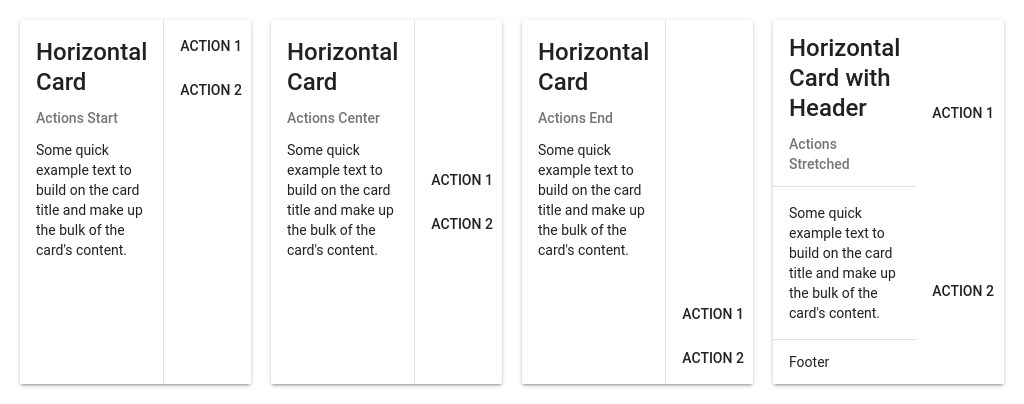 Horizontal
Card
Actions Start
Some quick
example text to
build on the card
title and make up
the bulk of the
card's content.
ACTION 1
ACTION 2
Horizontal
Card
Actions Center
Some quick
example text to
build on the card
title and make up
the bulk of the
card's content.
ACTION 1
ACTION 2
Horizontal
Card
Actions End
Some quick
example text to
build on the card
title and make up
the bulk of the
card's content.
ACTION 1
ACTION 2
Horizontal
Card with
Header
Actions
Stretched
Some quick
example text to
build on the card
title and make up
the bulk of the
card's content.
Footer
ACTION 1
ACTION 2